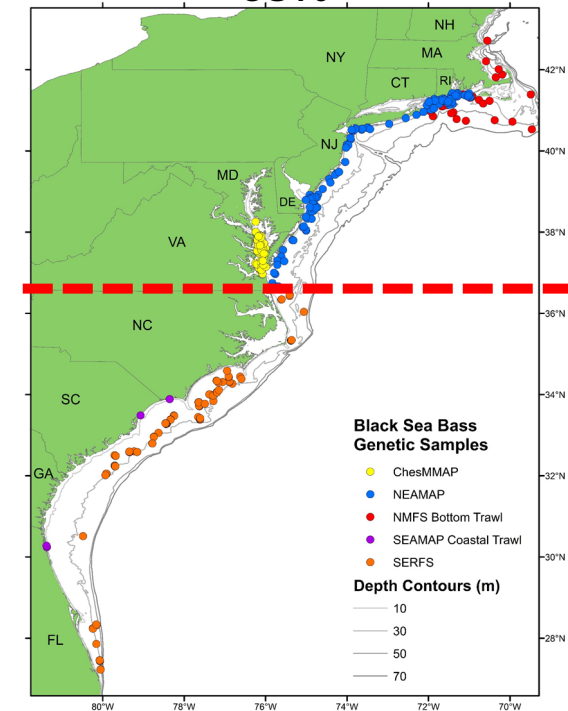 NH
NY
MA
42°N
CT
RI
NJ
40°N
MD
DE
38°N
VA
36°N
NC
34°N
SC
Black Sea Bass
Genetic Samples
ChesMMAP
GA
32°N
NEAMAP
NMFS Bottom Trawl
SEAMAP Coastal Trawl
30°N
SERFS
Depth Contours (m)
10
30
FL
28°N
50
70
80°W
78°W
76°W
74°W
72°W
70°W